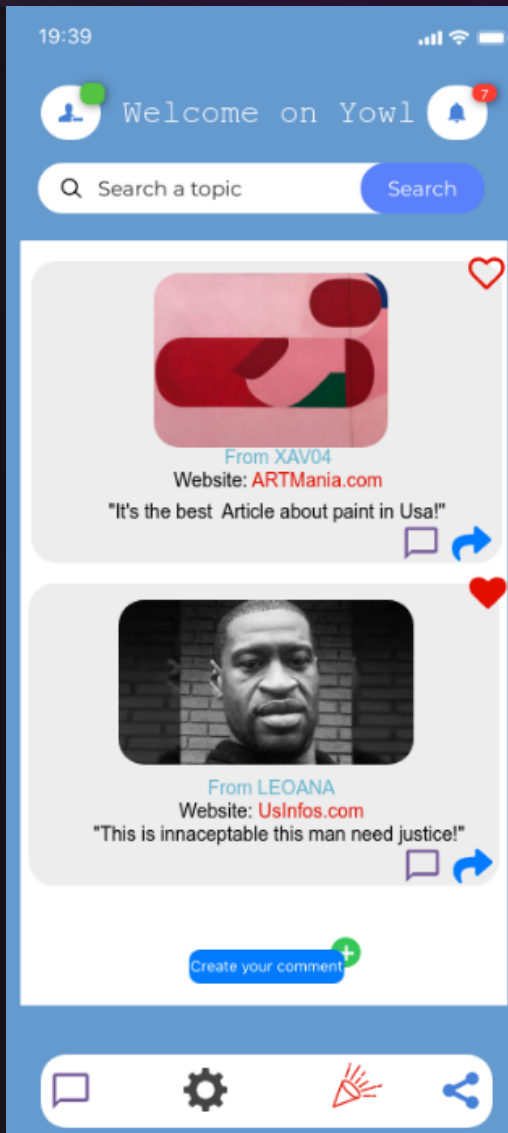 19:39
Welcome on Yowl
7
Search a topic
Search
From XAV04
Website: ARTMania.com
"It's the best Article about paint in Usa!"
From LEOANA
Website: UsInfos.com
"This is innaceptable this man need justice!"
Create your comment